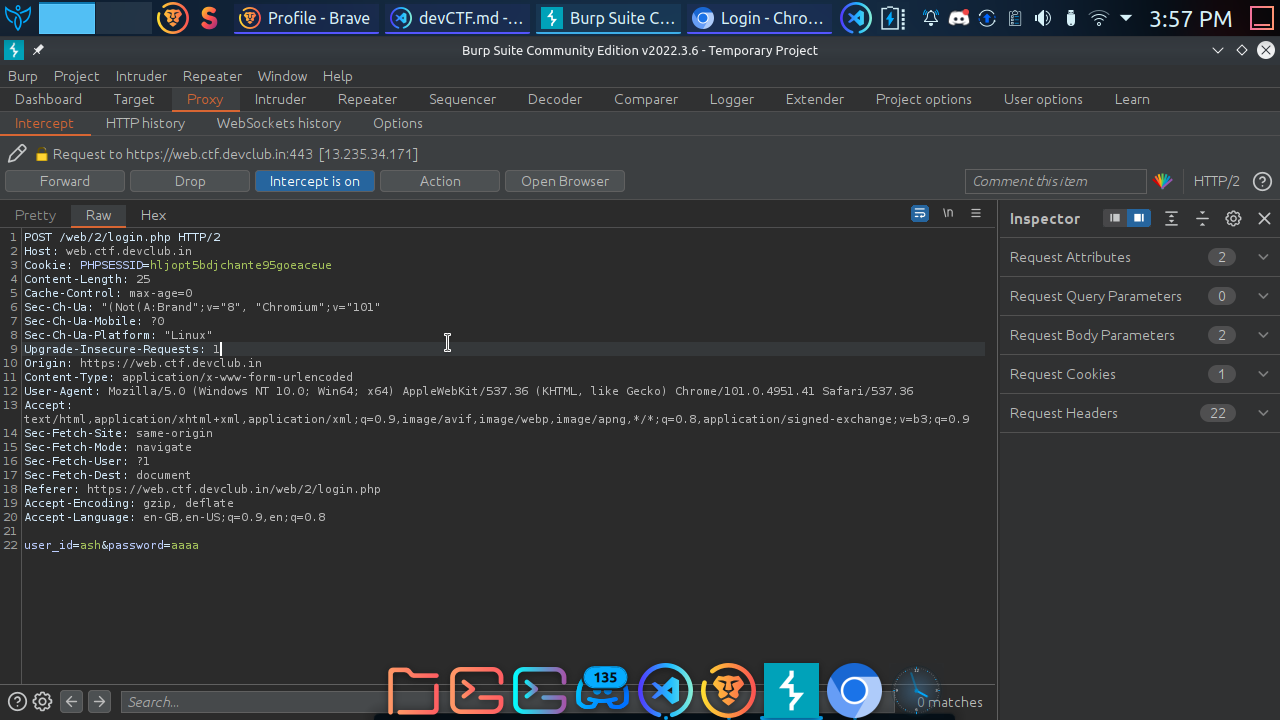 Profile - Brave
devCTF.md -...
Burp Suite C...
Login - Chro...
3:57 PM
Burp Suite Community Edition v2022.3.6 - Temporary Project
Burp Project Intruder Repeater Window Help
Dashboard Target Proxy Intruder Repeater Sequencer Decoder Comparer Logger Extender Project options User options Learn
Intercept HTTP history WebSockets history Options
Request to https://web.ctf.devclub.in:443 [13.235.34.171]
Forward Drop Intercept is on Action Open Browser Comment this item HTTP/2
Pretty Raw Hex \n
1 POST /web/2/login.php HTTP/2
2 Host: web.ctf.devclub.in
3 Cookie: PHPSESSID=hljopt5bdjchante95goeaceue
4 Content-Length: 25
5 Cache-Control: max-age=0
6 Sec-Ch-Ua: "(Not(A:Brand";v="8", "Chromium";v="101"
7 Sec-Ch-Ua-Mobile: ?0
8 Sec-Ch-Ua-Platform: "Linux"
9 Upgrade-Insecure-Requests: 1
10 Origin: https://web.ctf.devclub.in
11 Content-Type: application/x-www-form-urlencoded
12 User-Agent: Mozilla/5.0 (Windows NT 10.0; Win64; x64) AppleWebKit/537.36 (KHTML, like Gecko) Chrome/101.0.4951.41 Safari/537.36
13 Accept:
text/html,application/xhtml+xml,application/xml;q=0.9,image/avif,image/webp,image/apng,*/*;q=0.8,application/signed-exchange;v=b3;q=0.9
14 Sec-Fetch-Site: same-origin
15 Sec-Fetch-Mode: navigate
16 Sec-Fetch-User: ?1
17 Sec-Fetch-Dest: document
18 Referer: https://web.ctf.devclub.in/web/2/login.php
19 Accept-Encoding: gzip, deflate
20 Accept-Language: en-GB,en-US;q=0.9,en;q=0.8
21
22 user_id=ash&password=aaaa
Inspector
Request Attributes 2
Request Query Parameters 0
Request Body Parameters 2
Request Cookies 1
Request Headers 22
135
Search...
0 matches